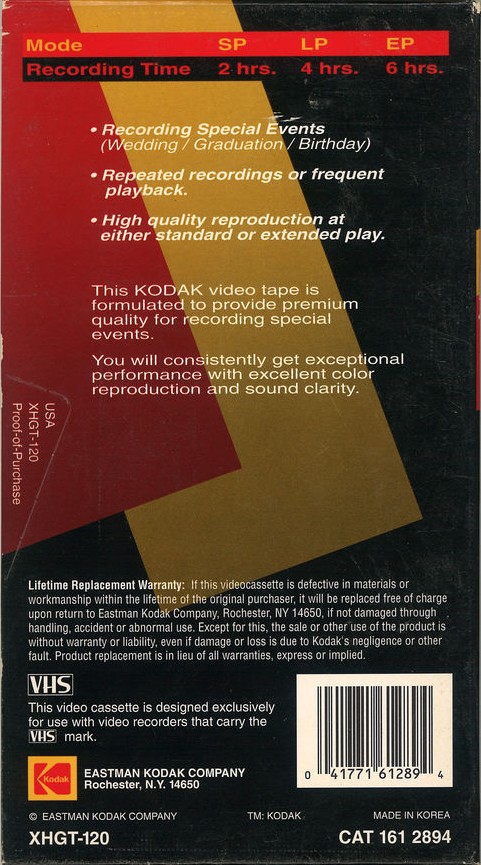 Mode SP LP EP
Recording Time 2 hrs. 4 hrs. 6 hrs.
• Recording Special Events
(Wedding / Graduation / Birthday)
• Repeated recordings or frequent
playback.
• High quality reproduction at
either standard or extended play.
This KODAK video tape is
formulated to provide premium
quality for recording special
events.
You will consistently get exceptional
performance with excellent color
reproduction and sound clarity.
USA
XHGT-120
Proof-of-Purchase
Lifetime Replacement Warranty: If this videocassette is defective in materials or
workmanship within the lifetime of the original purchaser, it will be replaced free of charge
upon return to Eastman Kodak Company, Rochester, NY 14650, if not damaged through
handling, accident or abnormal use. Except for this, the sale or other use of the product is
without warranty or liability, even if damage or loss is due to Kodak's negligence or other
fault. Product replacement is in lieu of all warranties, express or implied.
VHS
This video cassette is designed exclusively
for use with video recorders that carry the
VHS mark.
Kodak
EASTMAN KODAK COMPANY
Rochester, N.Y. 14650
0 41771 61289 4
© EASTMAN KODAK COMPANY TM: KODAK MADE IN KOREA
XHGT-120 CAT 161 2894